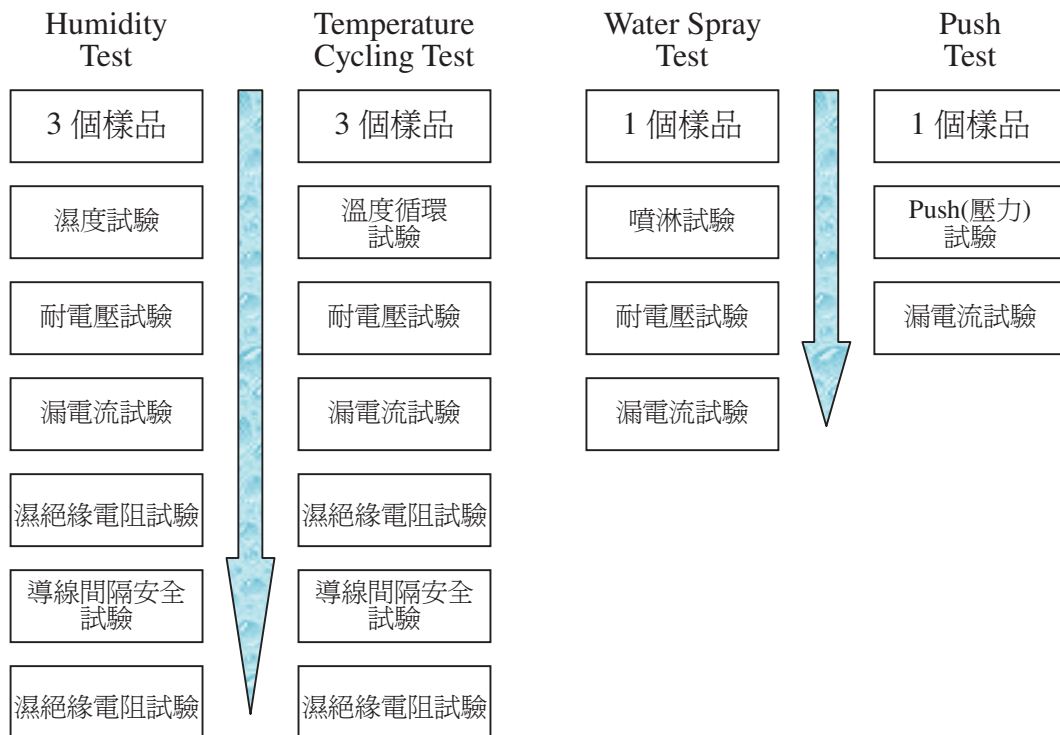 Humidity
Test
3 個樣品
濕度試驗
耐電壓試驗
漏電流試驗
濕絕緣電阻試驗
導線間隔安全
試驗
濕絕緣電阻試驗
Temperature
Cycling Test
3 個樣品
溫度循環
試驗
耐電壓試驗
漏電流試驗
濕絕緣電阻試驗
導線間隔安全
試驗
濕絕緣電阻試驗
Water Spray
Test
1 個樣品
噴淋試驗
耐電壓試驗
漏電流試驗
Push
Test
1 個樣品
Push(壓力)
試驗
漏電流試驗